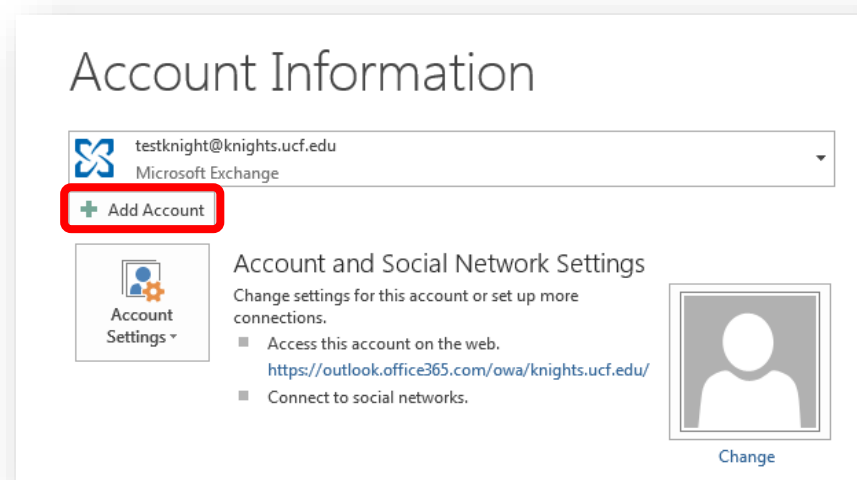 Account Information
testknight@knights.ucf.edu
Microsoft Exchange
Add Account
Account and Social Network Settings
Change settings for this account or set up more
connections.
Account
Settings
Access this account on the web.
https://outlook.office365.com/owa/knights.ucf.edu/
Connect to social networks.
Change